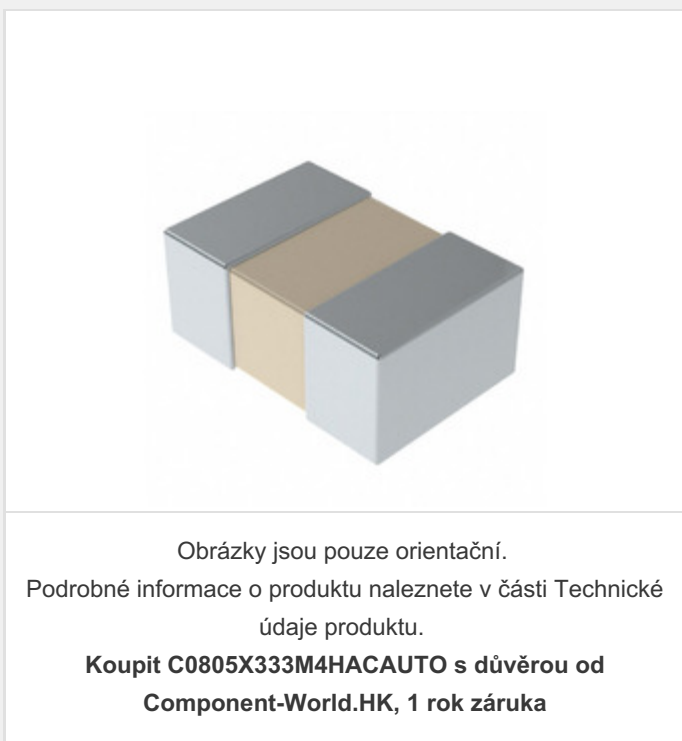 Obrázky jsou pouze orientační.
Podrobné informace o produktu naleznete v části Technické
údaje produktu.
Koupit C0805X333M4HACAUTO s důvěrou od
Component-World.HK, 1 rok záruka